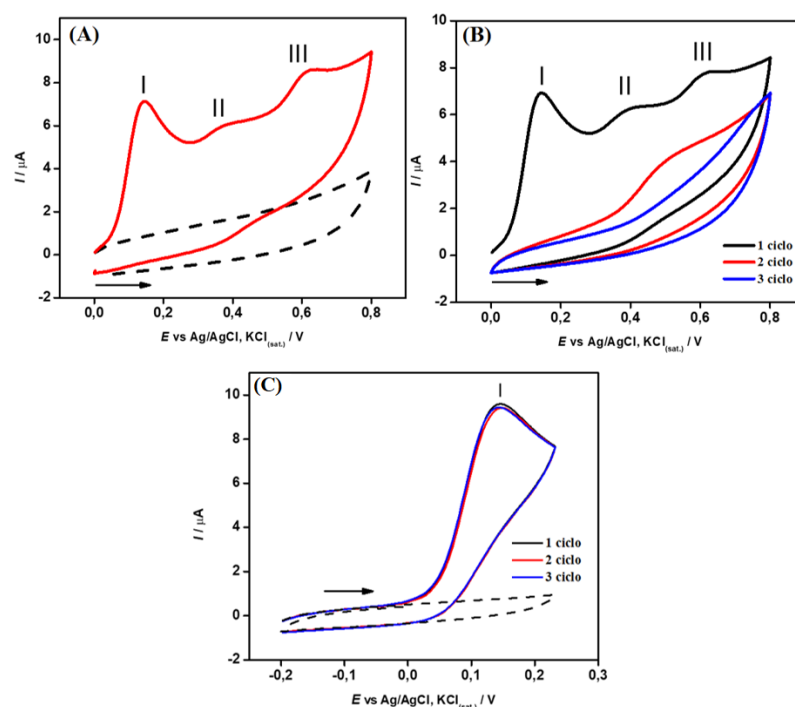 (A)
I
II
III
10
8
6
4
2
0
-2
I / µA
0,0
0,2
0,4
0,6
0,8
E vs Ag/AgCl, KCl(sat.) / V
(B)
I
II
III
10
8
6
4
2
0
-2
I / µA
1 ciclo
2 ciclo
3 ciclo
0,0
0,2
0,4
0,6
0,8
E vs Ag/AgCl, KCl(sat.) / V
(C)
I
10
8
6
4
2
0
-2
I / µA
1 ciclo
2 ciclo
3 ciclo
-0,2
-0,1
0,0
0,1
0,2
0,3
E vs Ag/AgCl, KCl(sat.) / V